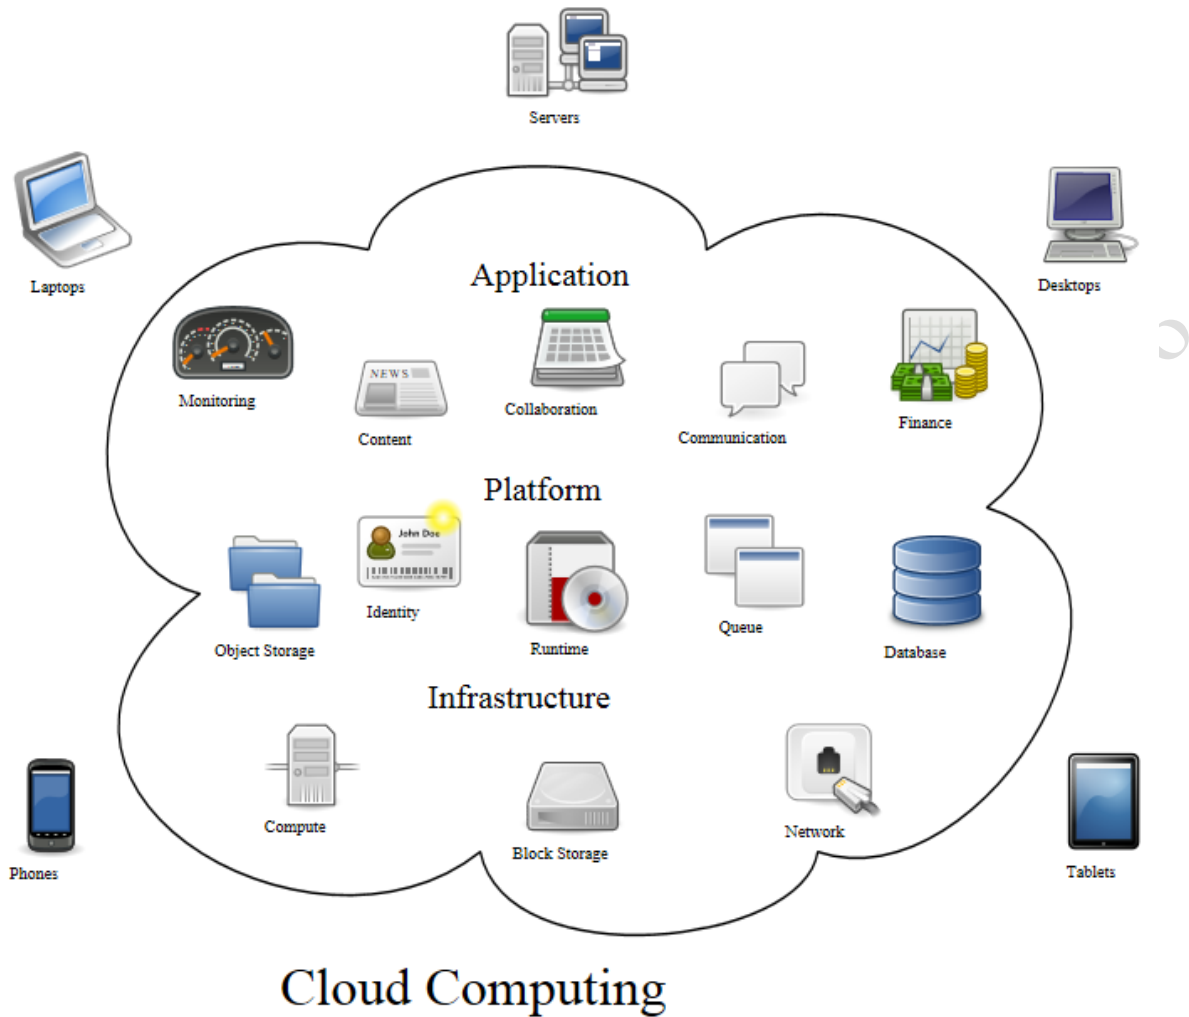 Servers
Laptops
Desktops
Application
Monitoring
NEWS
Content
Collaboration
Communication
Finance
Platform
John Doe
Object Storage
Identity
Runtime
Queue
Database
Infrastructure
Compute
Block Storage
Network
Phones
Tablets
Cloud Computing